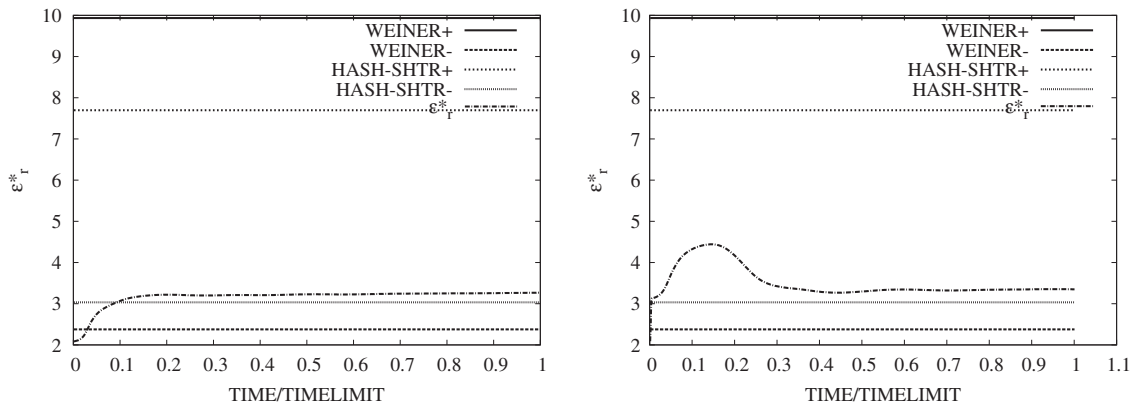 10
9
8
7
6
5
4
3
2
ε*r
WEINER+
WEINER-
HASH-SHTR+
HASH-SHTR-
ε*r
0 0.1 0.2 0.3 0.4 0.5 0.6 0.7 0.8 0.9 1
TIME/TIMELIMIT
10
9
8
7
6
5
4
3
2
ε*r
WEINER+
WEINER-
HASH-SHTR+
HASH-SHTR-
ε*r
0 0.1 0.2 0.3 0.4 0.5 0.6 0.7 0.8 0.9 1 1.1
TIME/TIMELIMIT